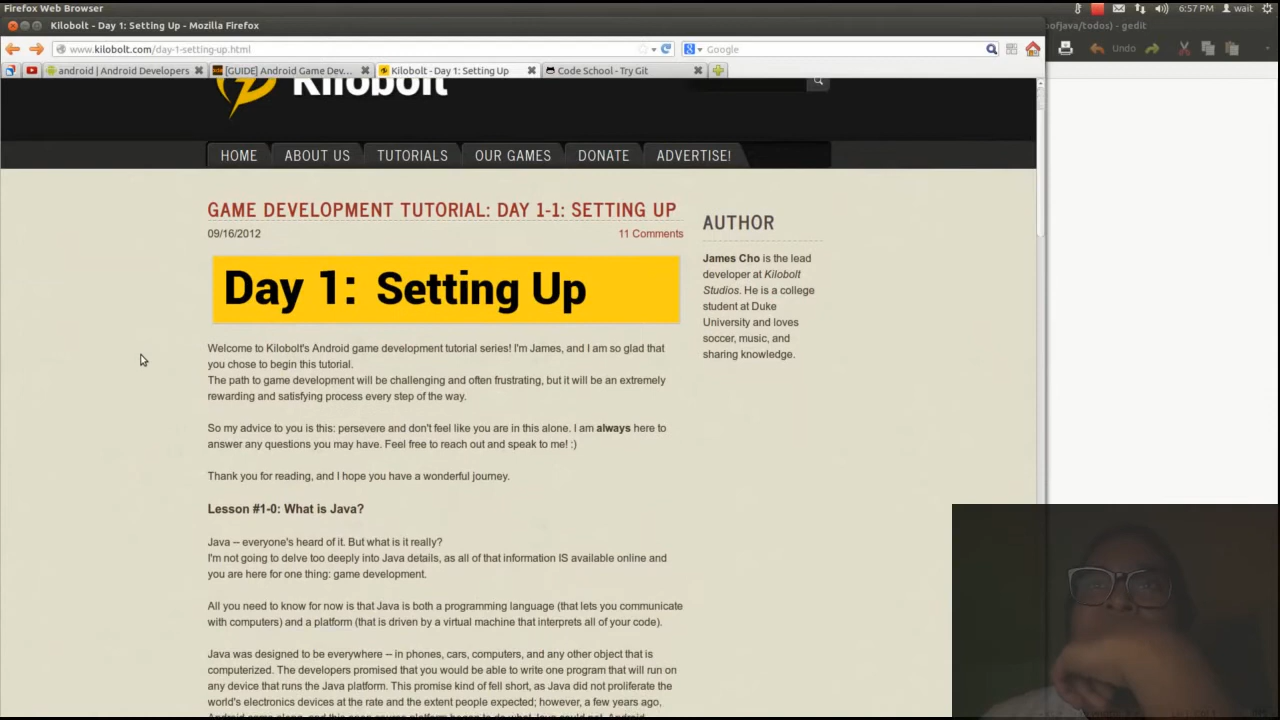 Firefox Web Browser
6:57 PM wait
Kilobolt - Day 1: Setting Up - Mozilla Firefox
ofjava/todos) - gedit
www.kilobolt.com/day-1-setting-up.html
Google
Undo
android | Android Developers
[GUIDE] Android Game Dev...
Kilobolt - Day 1: Setting Up
Code School - Try Git
Kilobolt
HOME
ABOUT US
TUTORIALS
OUR GAMES
DONATE
ADVERTISE!
GAME DEVELOPMENT TUTORIAL: DAY 1-1: SETTING UP
09/16/2012
11 Comments
Day 1: Setting Up
Welcome to Kilobolt's Android game development tutorial series! I'm James, and I am so glad that
you chose to begin this tutorial.
The path to game development will be challenging and often frustrating, but it will be an extremely
rewarding and satisfying process every step of the way.
So my advice to you is this: persevere and don't feel like you are in this alone. I am always here to
answer any questions you may have. Feel free to reach out and speak to me! :)
Thank you for reading, and I hope you have a wonderful journey.
Lesson #1-0: What is Java?
Java – everyone's heard of it. But what is it really?
I'm not going to delve too deeply into Java details, as all of that information IS available online and
you are here for one thing: game development.
All you need to know for now is that Java is both a programming language (that lets you communicate
with computers) and a platform (that is driven by a virtual machine that interprets all of your code).
Java was designed to be everywhere – in phones, cars, computers, and any other object that is
computerized. The developers promised that you would be able to write one program that will run on
any device that runs the Java platform. This promise kind of fell short, as Java did not proliferate the
world's electronics devices at the rate and the extent people expected; however, a few years ago,
AUTHOR
James Cho is the lead
developer at Kilobolt
Studios. He is a college
student at Duke
University and loves
soccer, music, and
sharing knowledge.